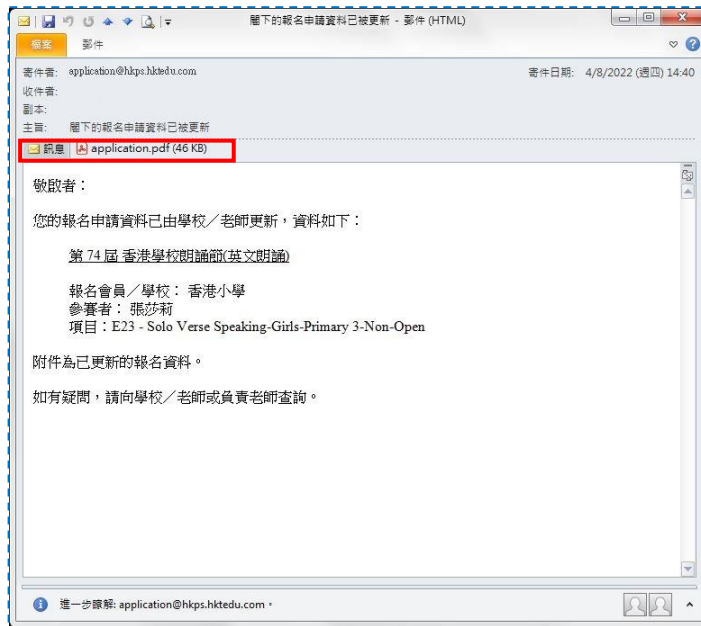 閣下的報名申請資料已被更新 - 郵件 (HTML)
檔案 郵件
寄件者: application@hkps.hktedu.com 寄件日期: 4/8/2022 (週四) 14:40
收件者:
副本:
主旨: 閣下的報名申請資料已被更新
訊息 application.pdf (46 KB)
敬啟者：
您的報名申請資料已由學校／老師更新，資料如下：
第 74 屆 香港學校朗誦節(英文朗誦)
報名會員／學校： 香港小學
參賽者： 張莎莉
項目：E23 - Solo Verse Speaking-Girls-Primary 3-Non-Open
附件為已更新的報名資料。
如有疑問，請向學校／老師或負責老師查詢。
進一步瞭解: application@hkps.hktedu.com。